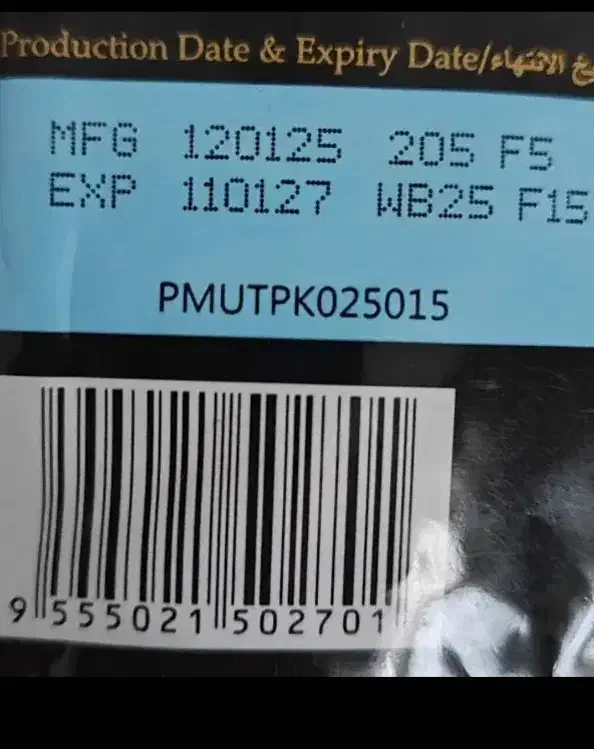 Production Date & Expiry Date/الانتهاء
MFG 120125 205 F5
EXP 110127 WB25 F15
PMUTPK025015
9 555021 502701